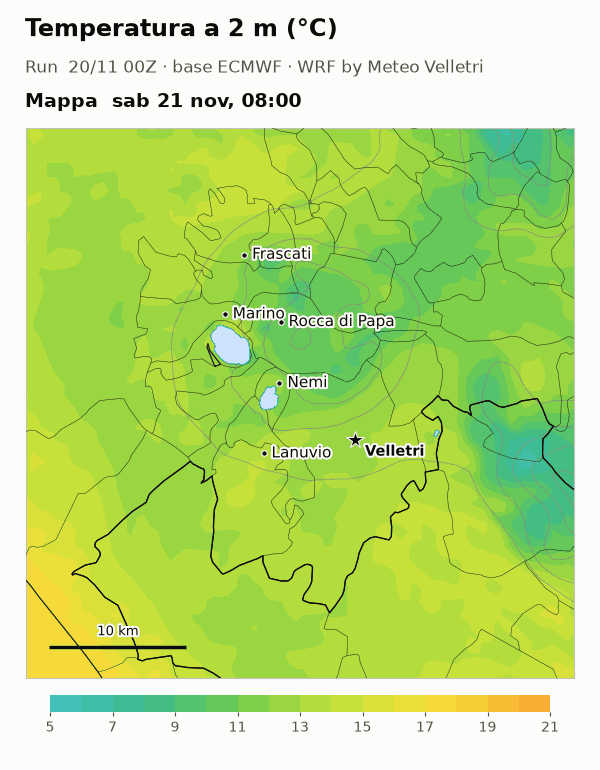 Temperatura a 2 m (°C)
Run  20/11 00Z · base ECMWF · WRF by Meteo Velletri
Mappa  sab 21 nov, 08:00
Frascati
Marino
Rocca di Papa
Nemi
Velletri
Lanuvio
10 km
5 7 9 11 13 15 17 19 21